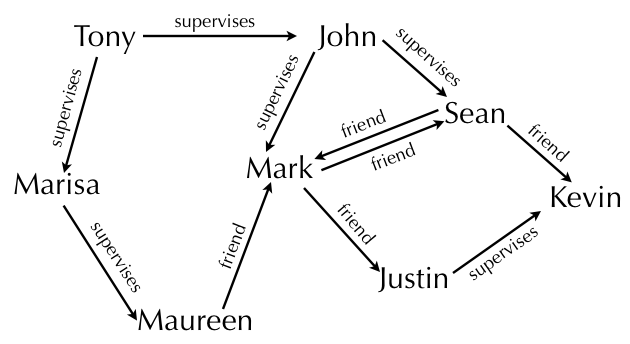 supervises
Tony
John
supervises
supervises
supervises
Sean
friend
friend
friend
Mark
Marisa
Kevin
supervises
friend
friend
supervises
Justin
Maureen